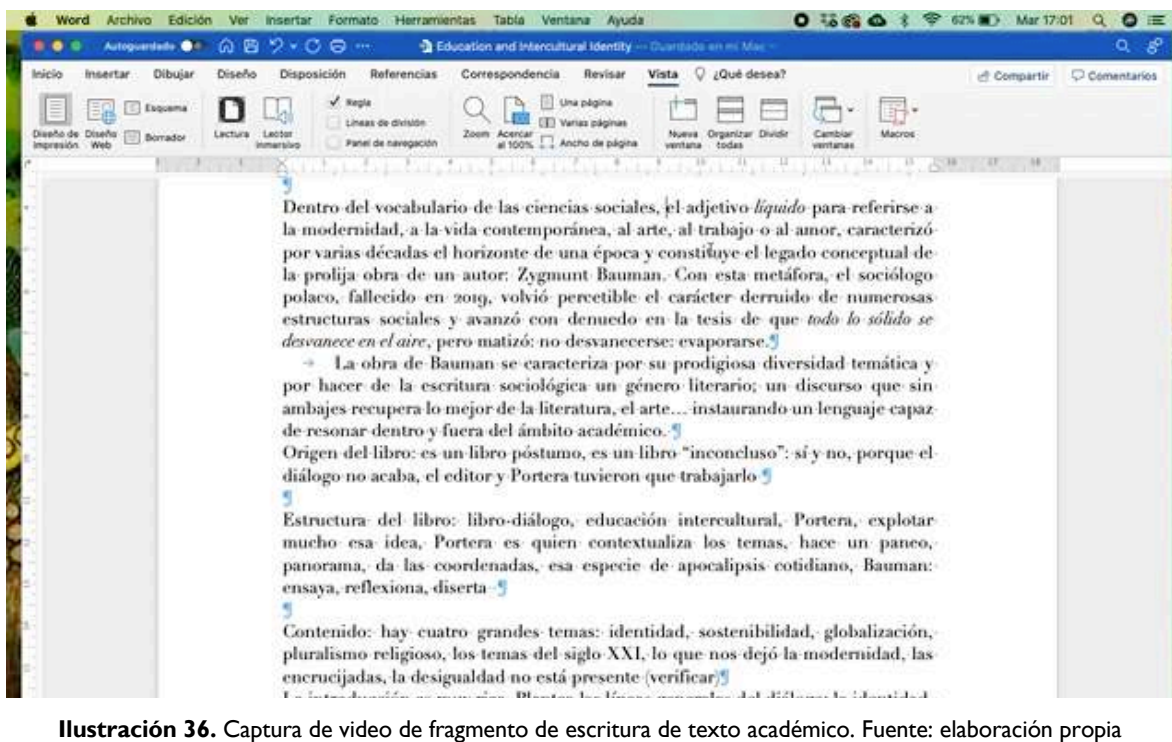 Word Archivo Edición Ver Insertar Formato Herramientas Tabla Ventana Ayuda 62% Mar 17:01
Autoguardado Education and Intercultural Identity — Guardado en mi Mac
Inicio Insertar Dibujar Diseño Disposición Referencias Correspondencia Revisar Vista ¿Qué desea? Compartir Comentarios
Diseño de Impresión
Diseño Web
Esquema
Borrador
Lectura
Lector inmersivo
Regla
Líneas de división
Panel de navegación
Zoom
Acercar al 100%
Una página
Varias páginas
Ancho de página
Nueva ventana
Organizar todas
Dividir
Cambiar ventanas
Macros
Dentro del vocabulario de las ciencias sociales, el adjetivo líquido para referirse a
la modernidad, a la vida contemporánea, al arte, al trabajo o al amor, caracterizó
por varias décadas el horizonte de una época y constituye el legado conceptual de
la prolija obra de un autor: Zygmunt Bauman. Con esta metáfora, el sociólogo
polaco, fallecido en 2019, volvió percetible el carácter derruido de numerosas
estructuras sociales y avanzó con denuedo en la tesis de que todo lo sólido se
desvanece en el aire, pero matizó: no desvanecerse: evaporarse.¶
→ La obra de Bauman se caracteriza por su prodigiosa diversidad temática y
por hacer de la escritura sociológica un género literario; un discurso que sin
ambajes recupera lo mejor de la literatura, el arte… instaurando un lenguaje capaz
de resonar dentro y fuera del ámbito académico. ¶
Origen del libro: es un libro póstumo, es un libro “inconcluso”: sí y no, porque el
diálogo no acaba, el editor y Portera tuvieron que trabajarlo ¶
¶
Estructura del libro: libro-diálogo, educación intercultural, Portera, explotar
mucho esa idea, Portera es quien contextualiza los temas, hace un paneo,
panorama, da las coordenadas, esa especie de apocalipsis cotidiano, Bauman:
ensaya, reflexiona, diserta ¶
¶
Contenido: hay cuatro grandes temas: identidad, sostenibilidad, globalización,
pluralismo religioso, los temas del siglo XXI, lo que nos dejó la modernidad, las
encrucijadas, la desigualdad no está presente (verificar)¶
Ilustración 36. Captura de video de fragmento de escritura de texto académico. Fuente: elaboración propia